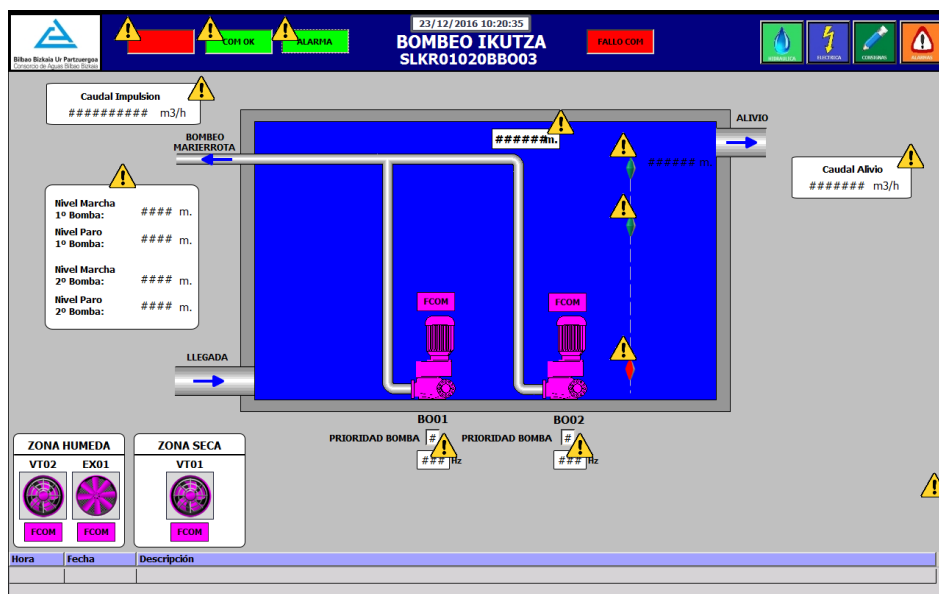 23/12/2016 10:20:35
BOMBEO IKUTZA
SLKR01020BBO03
COM OK
ALARMA
FALLO COM
Bilbao Bizkaia Ur Partzuergoa
Consorcio de Aguas Bilbao Bizkaia
HIDRAULICA
ELECTRICA
CONSIGNAS
ALARMAS
Caudal Impulsion
########## m3/h
BOMBEO
MARIERROTA
######m.
###### m.
ALIVIO
Caudal Alivio
####### m3/h
Nivel Marcha
1º Bomba: #### m.
Nivel Paro
1º Bomba: #### m.
Nivel Marcha
2º Bomba: #### m.
Nivel Paro
2º Bomba: #### m.
FCOM
FCOM
LLEGADA
BO01
BO02
PRIORIDAD BOMBA #
PRIORIDAD BOMBA #
### Hz
### Hz
ZONA HUMEDA
VT02 EX01
FCOM FCOM
ZONA SECA
VT01
FCOM
Hora Fecha Descripción